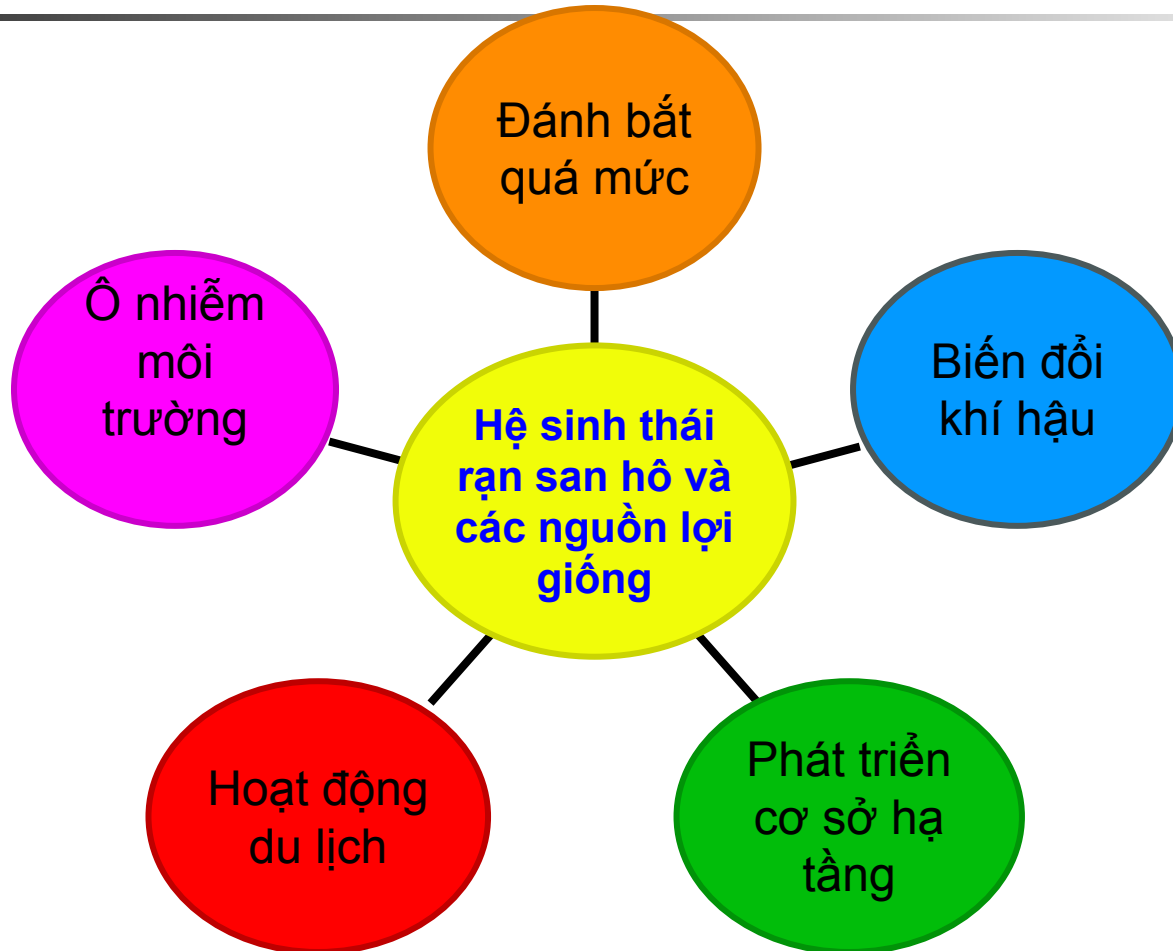 Đánh bắt
quá mức
Ô nhiễm
môi
trường
Biến đổi
khí hậu
Hệ sinh thái
rạn san hô và
các nguồn lợi
giống
Hoạt động
du lịch
Phát triển
cơ sở hạ
tầng